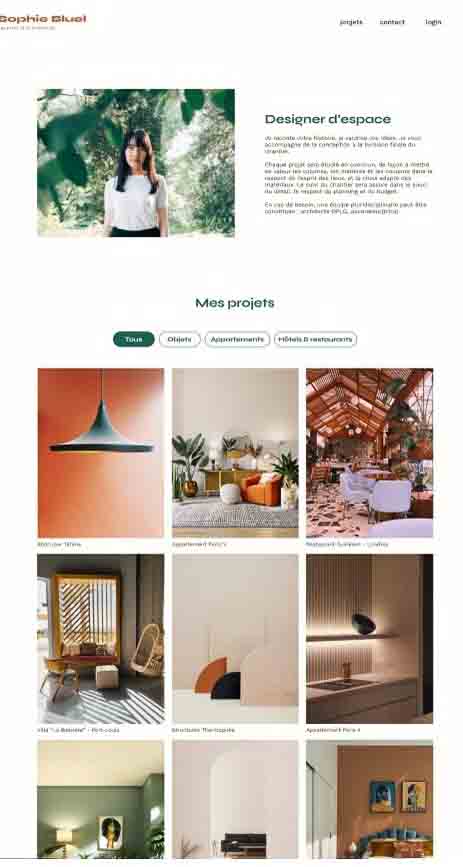 Sophie Bluel
projets contact login
Designer d'espace
Je raconte votre histoire, je valorise vos idées. Je vous
accompagne de la conception à la livraison finale du
chantier.
Chaque projet sera étudié en commun, de façon à mettre
en valeur les volumes, les matières et les couleurs dans le
respect de l'esprit des lieux et le choix adapté des
matériaux. Le suivi du chantier sera assuré dans le souci
du détail, le respect du planning et du budget.
En cas de besoin, une équipe pluridisciplinaire peut être
constituée : architecte DPLG, décorateur(trice)
Mes projets
Tous Objets Appartements Hôtels & restaurants
Abajour Tahina
Appartement Paris V
Restaurant Sushisen - Londres
Villa "La Balisiere" - Port Louis
Structures Thermopolis
Appartement Paris X